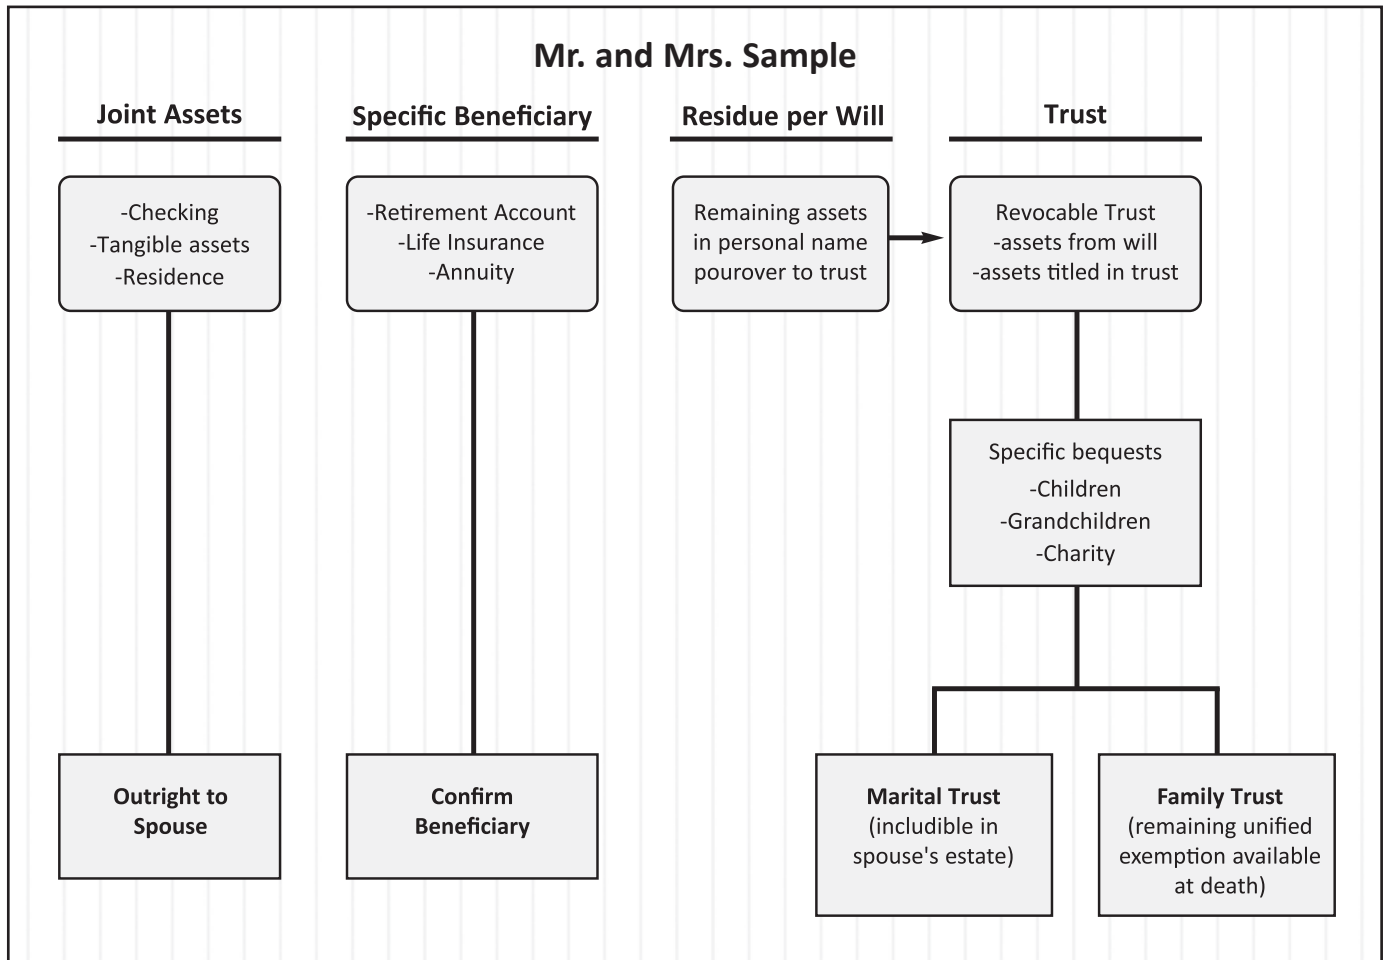 Mr. and Mrs. Sample
Joint Assets
-Checking
-Tangible assets
-Residence
Outright to
Spouse
Specific Beneficiary
-Retirement Account
-Life Insurance
-Annuity
Confirm
Beneficiary
Residue per Will
Remaining assets
in personal name
pourover to trust
Trust
Revocable Trust
-assets from will
-assets titled in trust
Specific bequests
-Children
-Grandchildren
-Charity
Marital Trust
(includible in
spouse's estate)
Family Trust
(remaining unified
exemption available
at death)